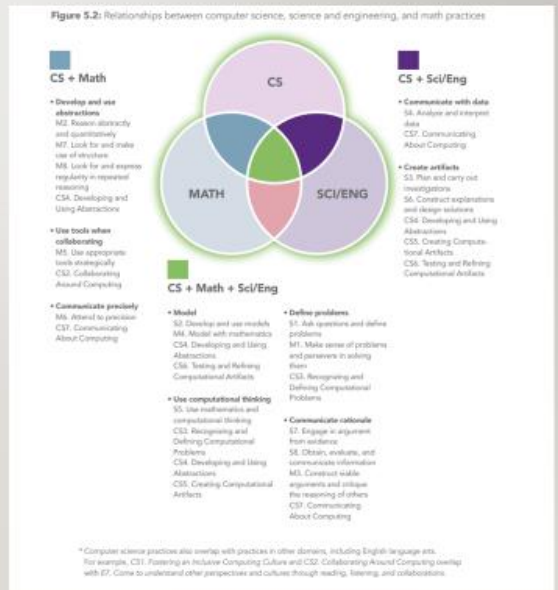 Figure 5.2: Relationships between computer science, science and engineering, and math practices
CS
MATH
SCI/ENG
CS + Math
• Develop and use
abstractions
M2. Reason abstractly
and quantitatively
M7. Look for and make
use of structure
M8. Look for and express
regularity in repeated
reasoning
CS4. Developing and
Using Abstractions
• Use tools when
collaborating
M5. Use appropriate
tools strategically
CS2. Collaborating
Around Computing
• Communicate precisely
M6. Attend to precision
CS7. Communicating
About Computing
CS + Sci/Eng
• Communicate with data
S4. Analyze and interpret
data
CS7. Communicating
About Computing
• Create artifacts
S3. Plan and carry out
investigations
S6. Construct explanations
and design solutions
CS4. Developing and Using
Abstractions
CS5. Creating Computa-
tional Artifacts
CS6. Testing and Refining
Computational Artifacts
CS + Math + Sci/Eng
• Model
S2. Develop and use models
M4. Model with mathematics
CS4. Developing and Using
Abstractions
CS6. Testing and Refining
Computational Artifacts
• Use computational thinking
S5. Use mathematics and
computational thinking
CS3. Recognizing and
Defining Computational
Problems
CS4. Developing and Using
Abstractions
CS5. Creating Computational
Artifacts
• Define problems
S1. Ask questions and define
problems
M1. Make sense of problems
and persevere in solving
them
CS3. Recognizing and
Defining Computational
Problems
• Communicate rationale
S7. Engage in argument
from evidence
S8. Obtain, evaluate, and
communicate information
M3. Construct viable
arguments and critique
the reasoning of others
CS7. Communicating
About Computing
* Computer science practices also overlap with practices in other domains, including English language arts.
For example, CS1. Fostering an Inclusive Computing Culture and CS2. Collaborating Around Computing overlap
with E7. Come to understand other perspectives and cultures through reading, listening, and collaborations.